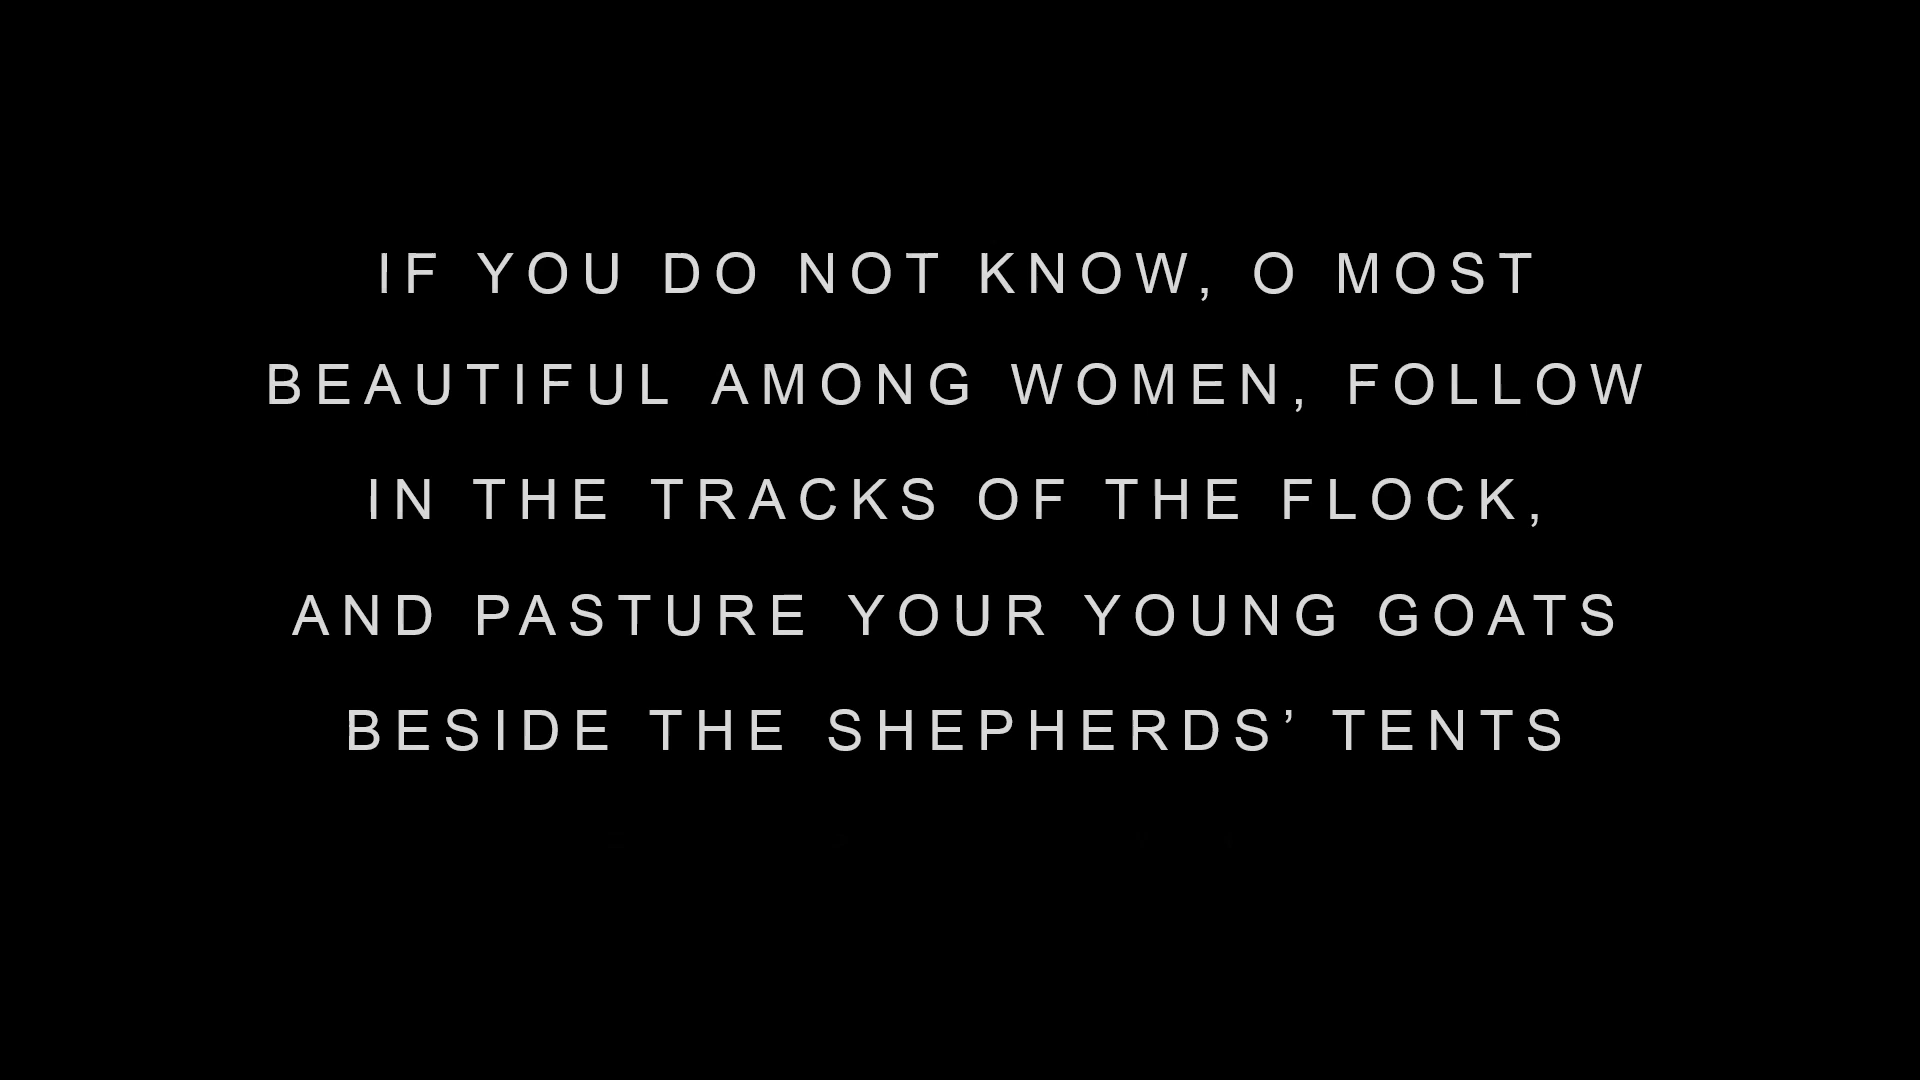 IF YOU DO NOT KNOW, O MOST
BEAUTIFUL AMONG WOMEN, FOLLOW
IN THE TRACKS OF THE FLOCK,
AND PASTURE YOUR YOUNG GOATS
BESIDE THE SHEPHERDS’ TENTS